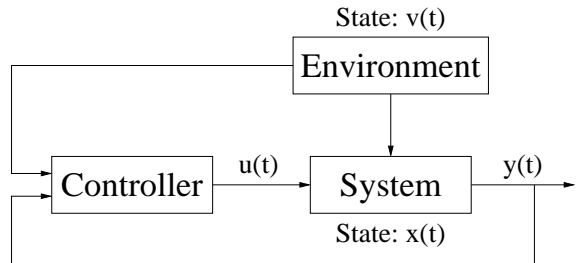 State: v(t)
Environment
Controller
u(t)
System
y(t)
State: x(t)